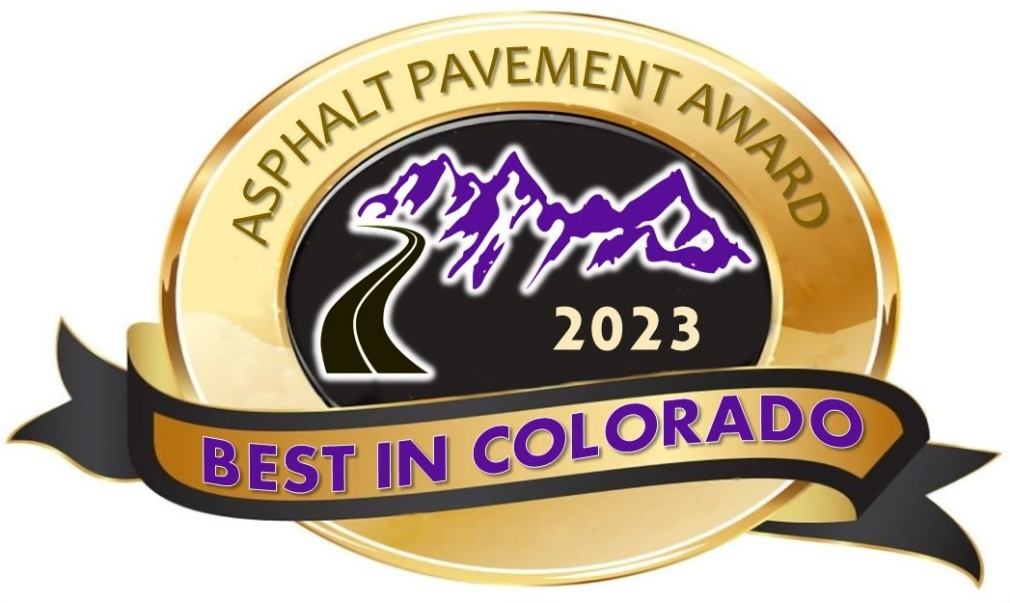 ASPHALT PAVEMENT AWARD
2023
BEST IN COLORADO